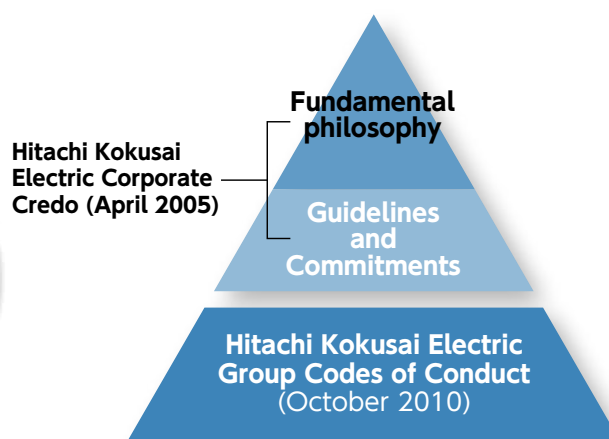 Fundamental
philosophy
Hitachi Kokusai
Electric Corporate
Credo (April 2005)
Guidelines
and
Commitments
Hitachi Kokusai Electric
Group Codes of Conduct
(October 2010)